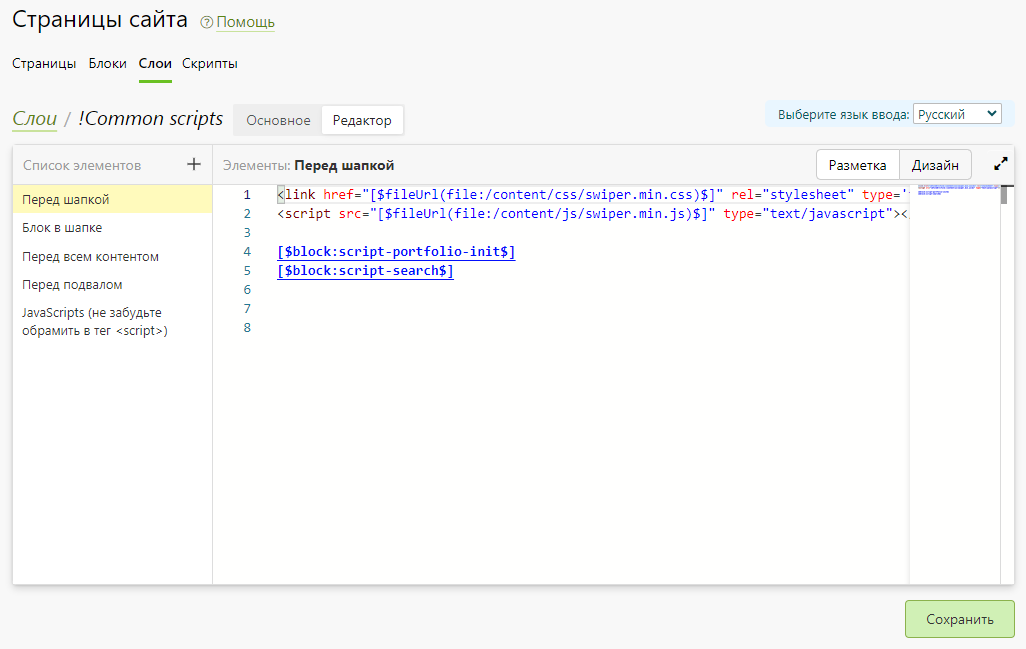 Страницы сайта ? Помощь
Страницы Блоки Слои Скрипты
Слои / !Common scripts Основное Редактор Выберите язык ввода: Русский
Список элементов + Элементы: Перед шапкой Разметка Дизайн
Перед шапкой
Блок в шапке
Перед всем контентом
Перед подвалом
JavaScripts (не забудьте
обрамить в тег <script>)
1 <link href="[$fileUrl(file:/content/css/swiper.min.css)$]" rel="stylesheet" type="
2 <script src="[$fileUrl(file:/content/js/swiper.min.js)$]" type="text/javascript"><
3
4 [$block:script-portfolio-init$]
5 [$block:script-search$]
6
7
8
Сохранить